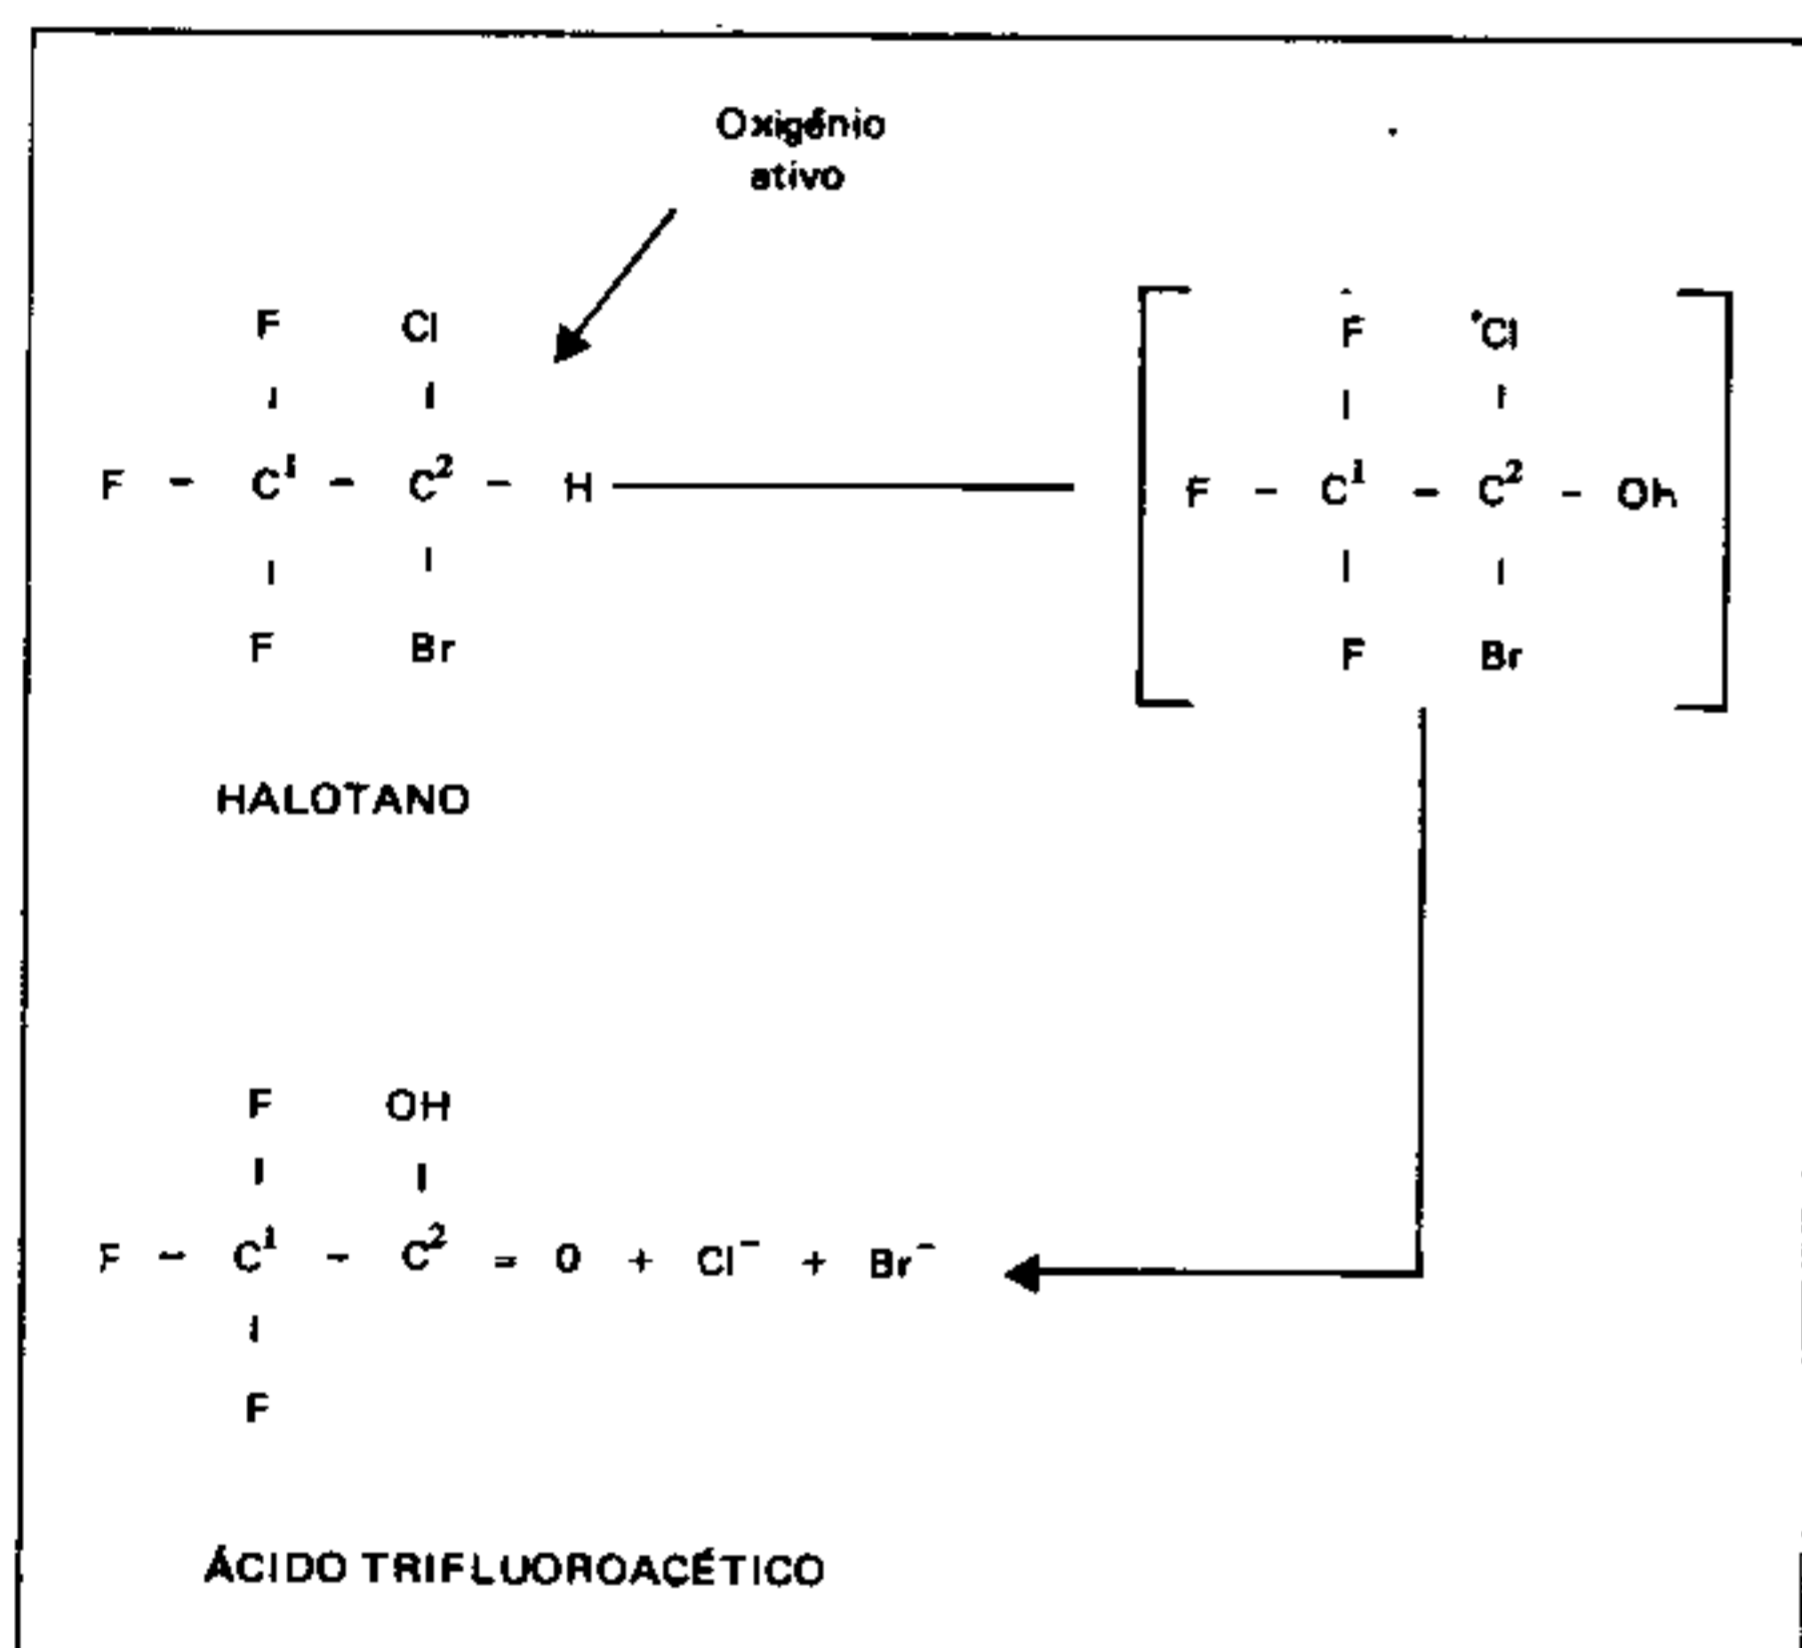 Oxigênio
ativo
F Cl F Cl
F - C¹ - C² - H F - C¹ - C² - Oh
F Br F Br
HALOTANO
F OH
F - C¹ - C² = 0 + Cl⁻ + Br⁻
F
ÁCIDO TRIFLUOROACÉTICO